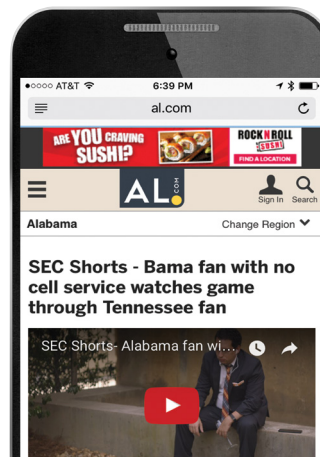 AT&T 6:39 PM
al.com
ARE YOU CRAVING
SUSHI?
ROCK N ROLL
SUSHI
FIND A LOCATION
AL.COM
Sign In Search
Alabama Change Region
SEC Shorts - Bama fan with no
cell service watches game
through Tennessee fan
SEC Shorts- Alabama fan wi...